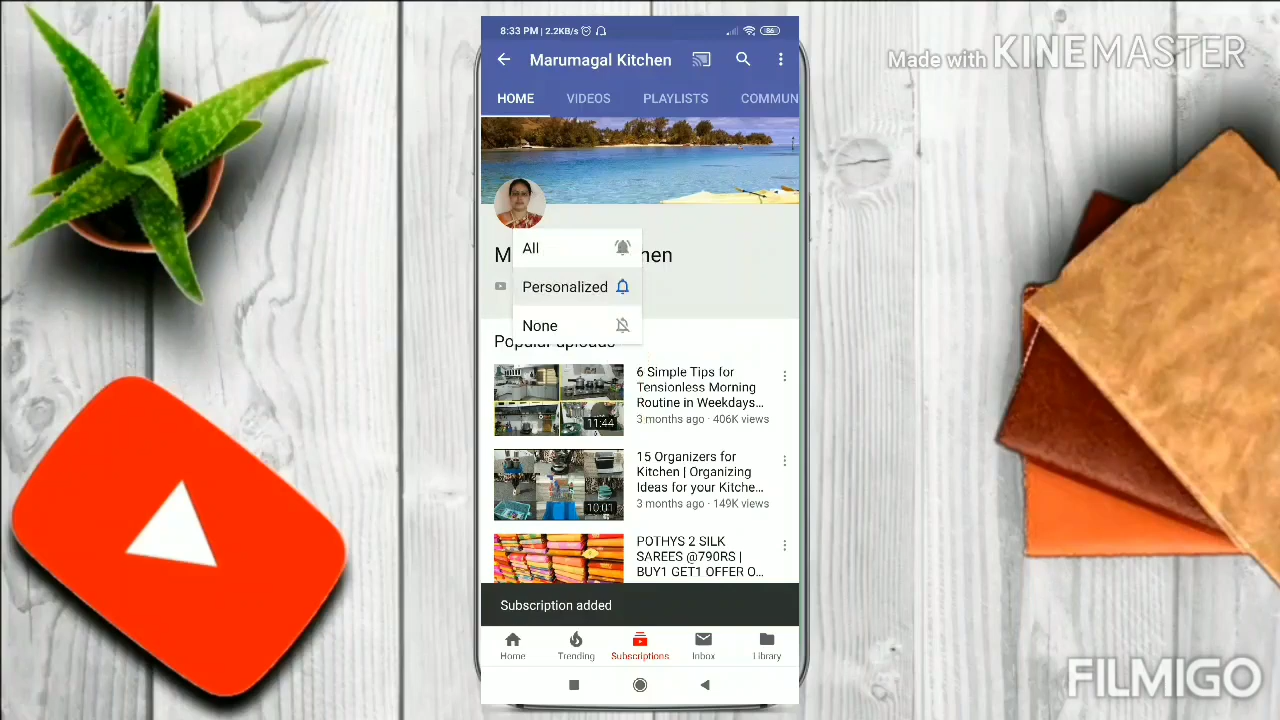 Made with KINEMASTER
8:33 PM | 2.2KB/s
86
Marumagal Kitchen
HOME VIDEOS PLAYLISTS COMMUN
All
M hen
Personalized
None
Popular uploads
6 Simple Tips for
Tensionless Morning
Routine in Weekdays...
3 months ago · 406K views
11:44
15 Organizers for
Kitchen | Organizing
Ideas for your Kitche...
3 months ago · 149K views
10:01
POTHYS 2 SILK
SAREES @790RS |
BUY1 GET1 OFFER O...
Subscription added
Home Trending Subscriptions Inbox Library
FILMIGO